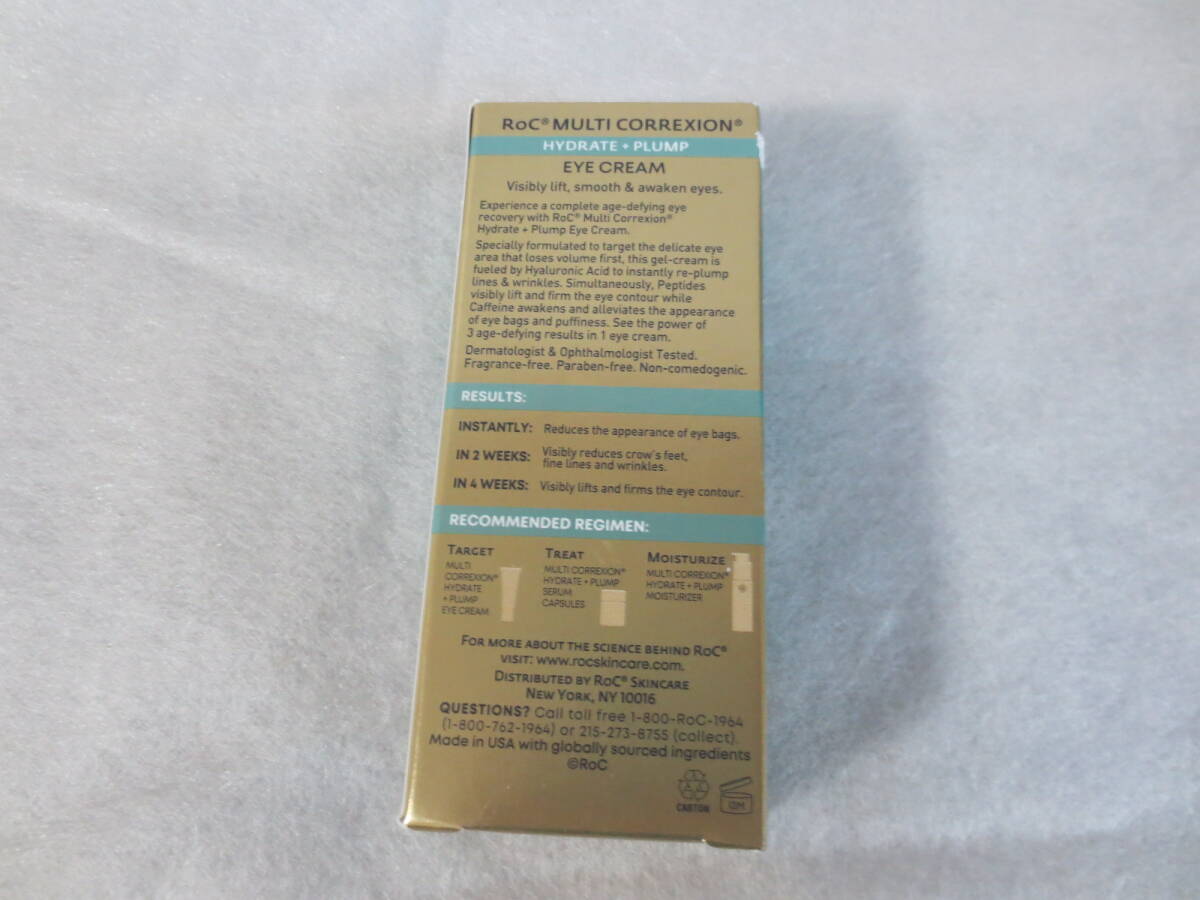 RoC® MULTI CORREXION®
HYDRATE + PLUMP
EYE CREAM
Visibly lift, smooth & awaken eyes.
Experience a complete age-defying eye
recovery with RoC® Multi Correxion®
Hydrate + Plump Eye Cream.
Specially formulated to target the delicate eye
area that loses volume first, this gel-cream is
fueled by Hyaluronic Acid to instantly re-plump
lines & wrinkles. Simultaneously, Peptides
visibly lift and firm the eye contour while
Caffeine awakens and alleviates the appearance
of eye bags and puffiness. See the power of
3 age-defying results in 1 eye cream.
Dermatologist & Ophthalmologist Tested.
Fragrance-free. Paraben-free. Non-comedogenic.
RESULTS:
INSTANTLY: Reduces the appearance of eye bags.
IN 2 WEEKS: Visibly reduces crow's feet,
fine lines and wrinkles.
IN 4 WEEKS: Visibly lifts and firms the eye contour.
RECOMMENDED REGIMEN:
TARGET
MULTI
CORREXION®
HYDRATE
+ PLUMP
EYE CREAM
TREAT
MULTI CORREXION®
HYDRATE + PLUMP
SERUM
CAPSULES
MOISTURIZE
MULTI CORREXION®
HYDRATE + PLUMP
MOISTURIZER
FOR MORE ABOUT THE SCIENCE BEHIND RoC®
VISIT: www.rocskincare.com.
DISTRIBUTED BY RoC® SKINCARE
NEW YORK, NY 10016
QUESTIONS? Call toll free 1-800-RoC-1964
(1-800-762-1964) or 215-273-8755 (collect).
Made in USA with globally sourced ingredients
©RoC
CARTON
12M